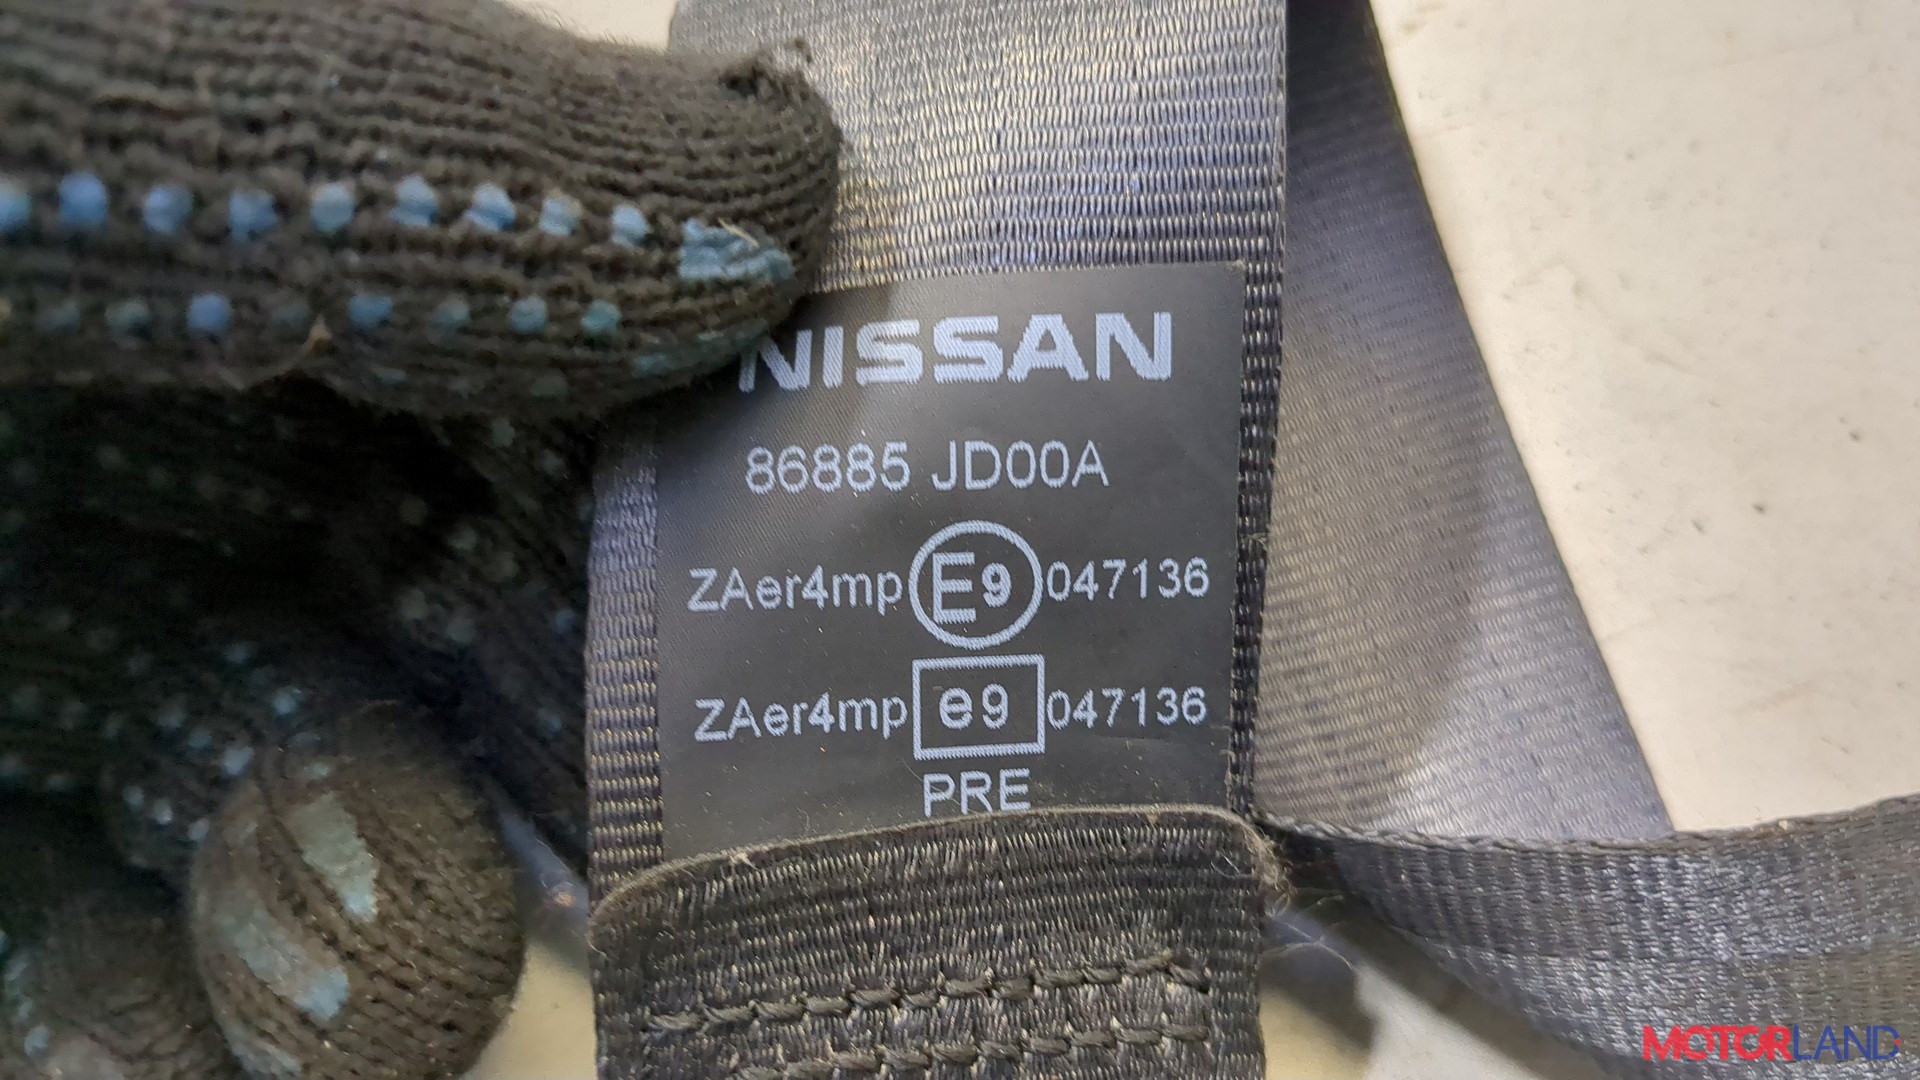 NISSAN
86885 JD00A
ZAer4mp E9 047136
ZAer4mp e9 047136
PRE
MOTORLAND